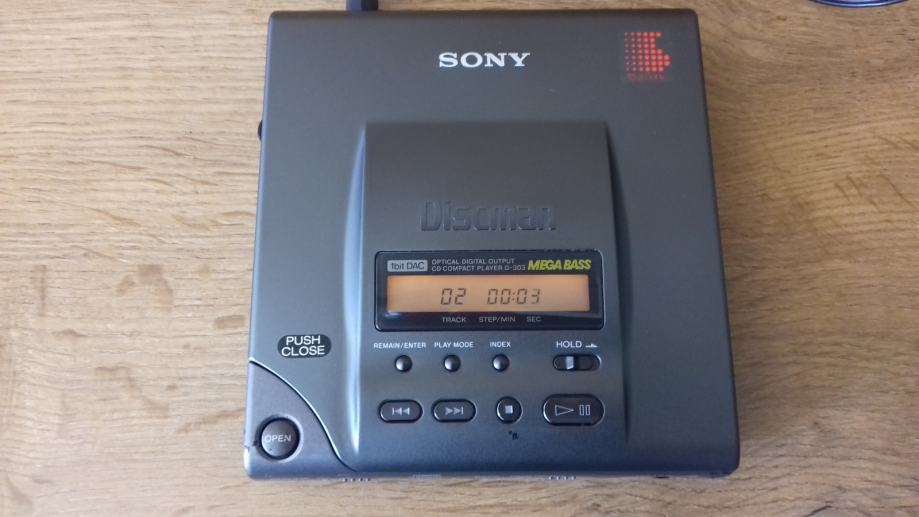 SONY
Discman
1bit DAC
OPTICAL DIGITAL OUTPUT
CD COMPACT PLAYER D-303
MEGA BASS
02 00:03
TRACK STEP/MIN SEC
PUSH
CLOSE
REMAIN/ENTER PLAY MODE INDEX HOLD
OPEN